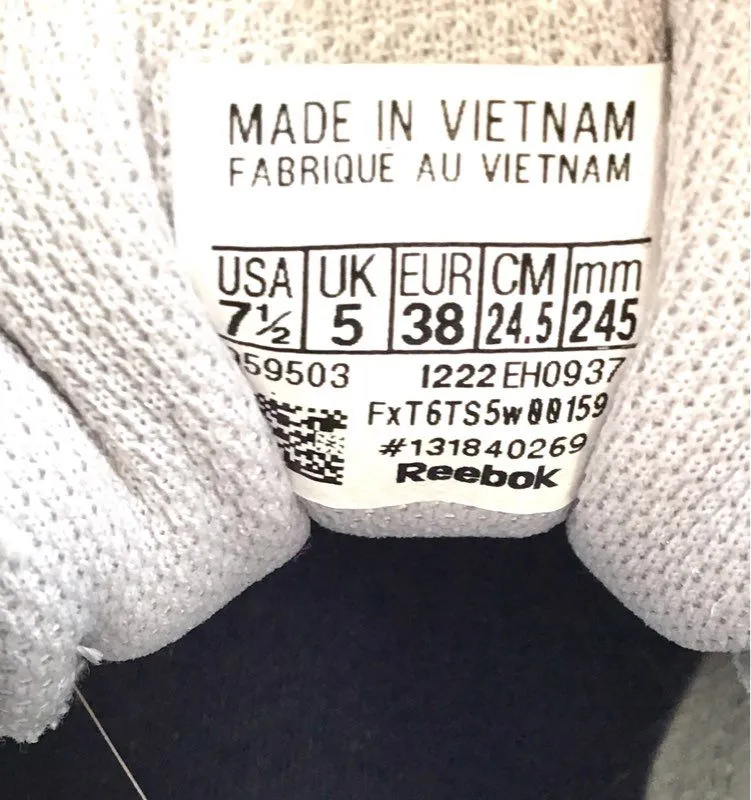 MADE IN VIETNAM
FABRIQUE AU VIETNAM
USA UK EUR CM mm
7½ 5 38 24.5 245
59503 1222 EH0937
FxT6TS5w00159
#131840269
Reebok